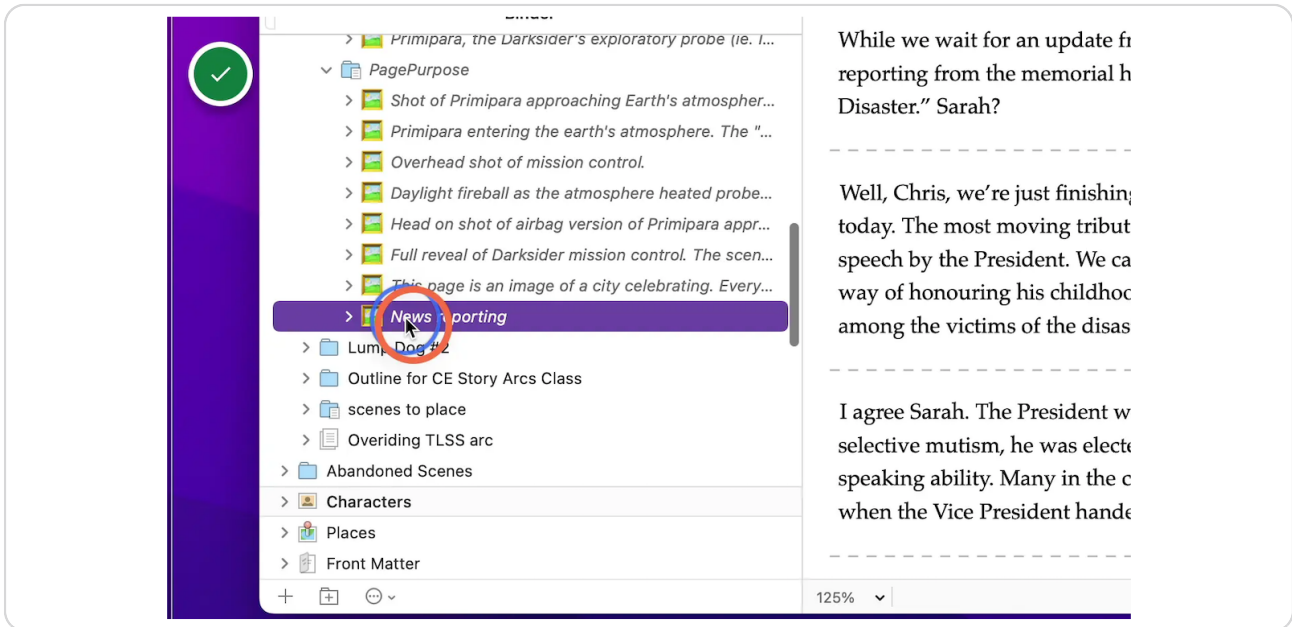 Binder
Primipara, the Darksider's exploratory probe (ie. I...
PagePurpose
Shot of Primipara approaching Earth's atmospher...
Primipara entering the earth's atmosphere. The "...
Overhead shot of mission control.
Daylight fireball as the atmosphere heated probe...
Head on shot of airbag version of Primipara appr...
Full reveal of Darksider mission control. The scen...
This page is an image of a city celebrating. Every...
News reporting
Lump Dog #2
Outline for CE Story Arcs Class
scenes to place
Overiding TLSS arc
Abandoned Scenes
Characters
Places
Front Matter
While we wait for an update fr
reporting from the memorial h
Disaster.” Sarah?
Well, Chris, we’re just finishing
today. The most moving tribut
speech by the President. We ca
way of honouring his childhoo
among the victims of the disas
I agree Sarah. The President w
selective mutism, he was electe
speaking ability. Many in the c
when the Vice President hande
125%